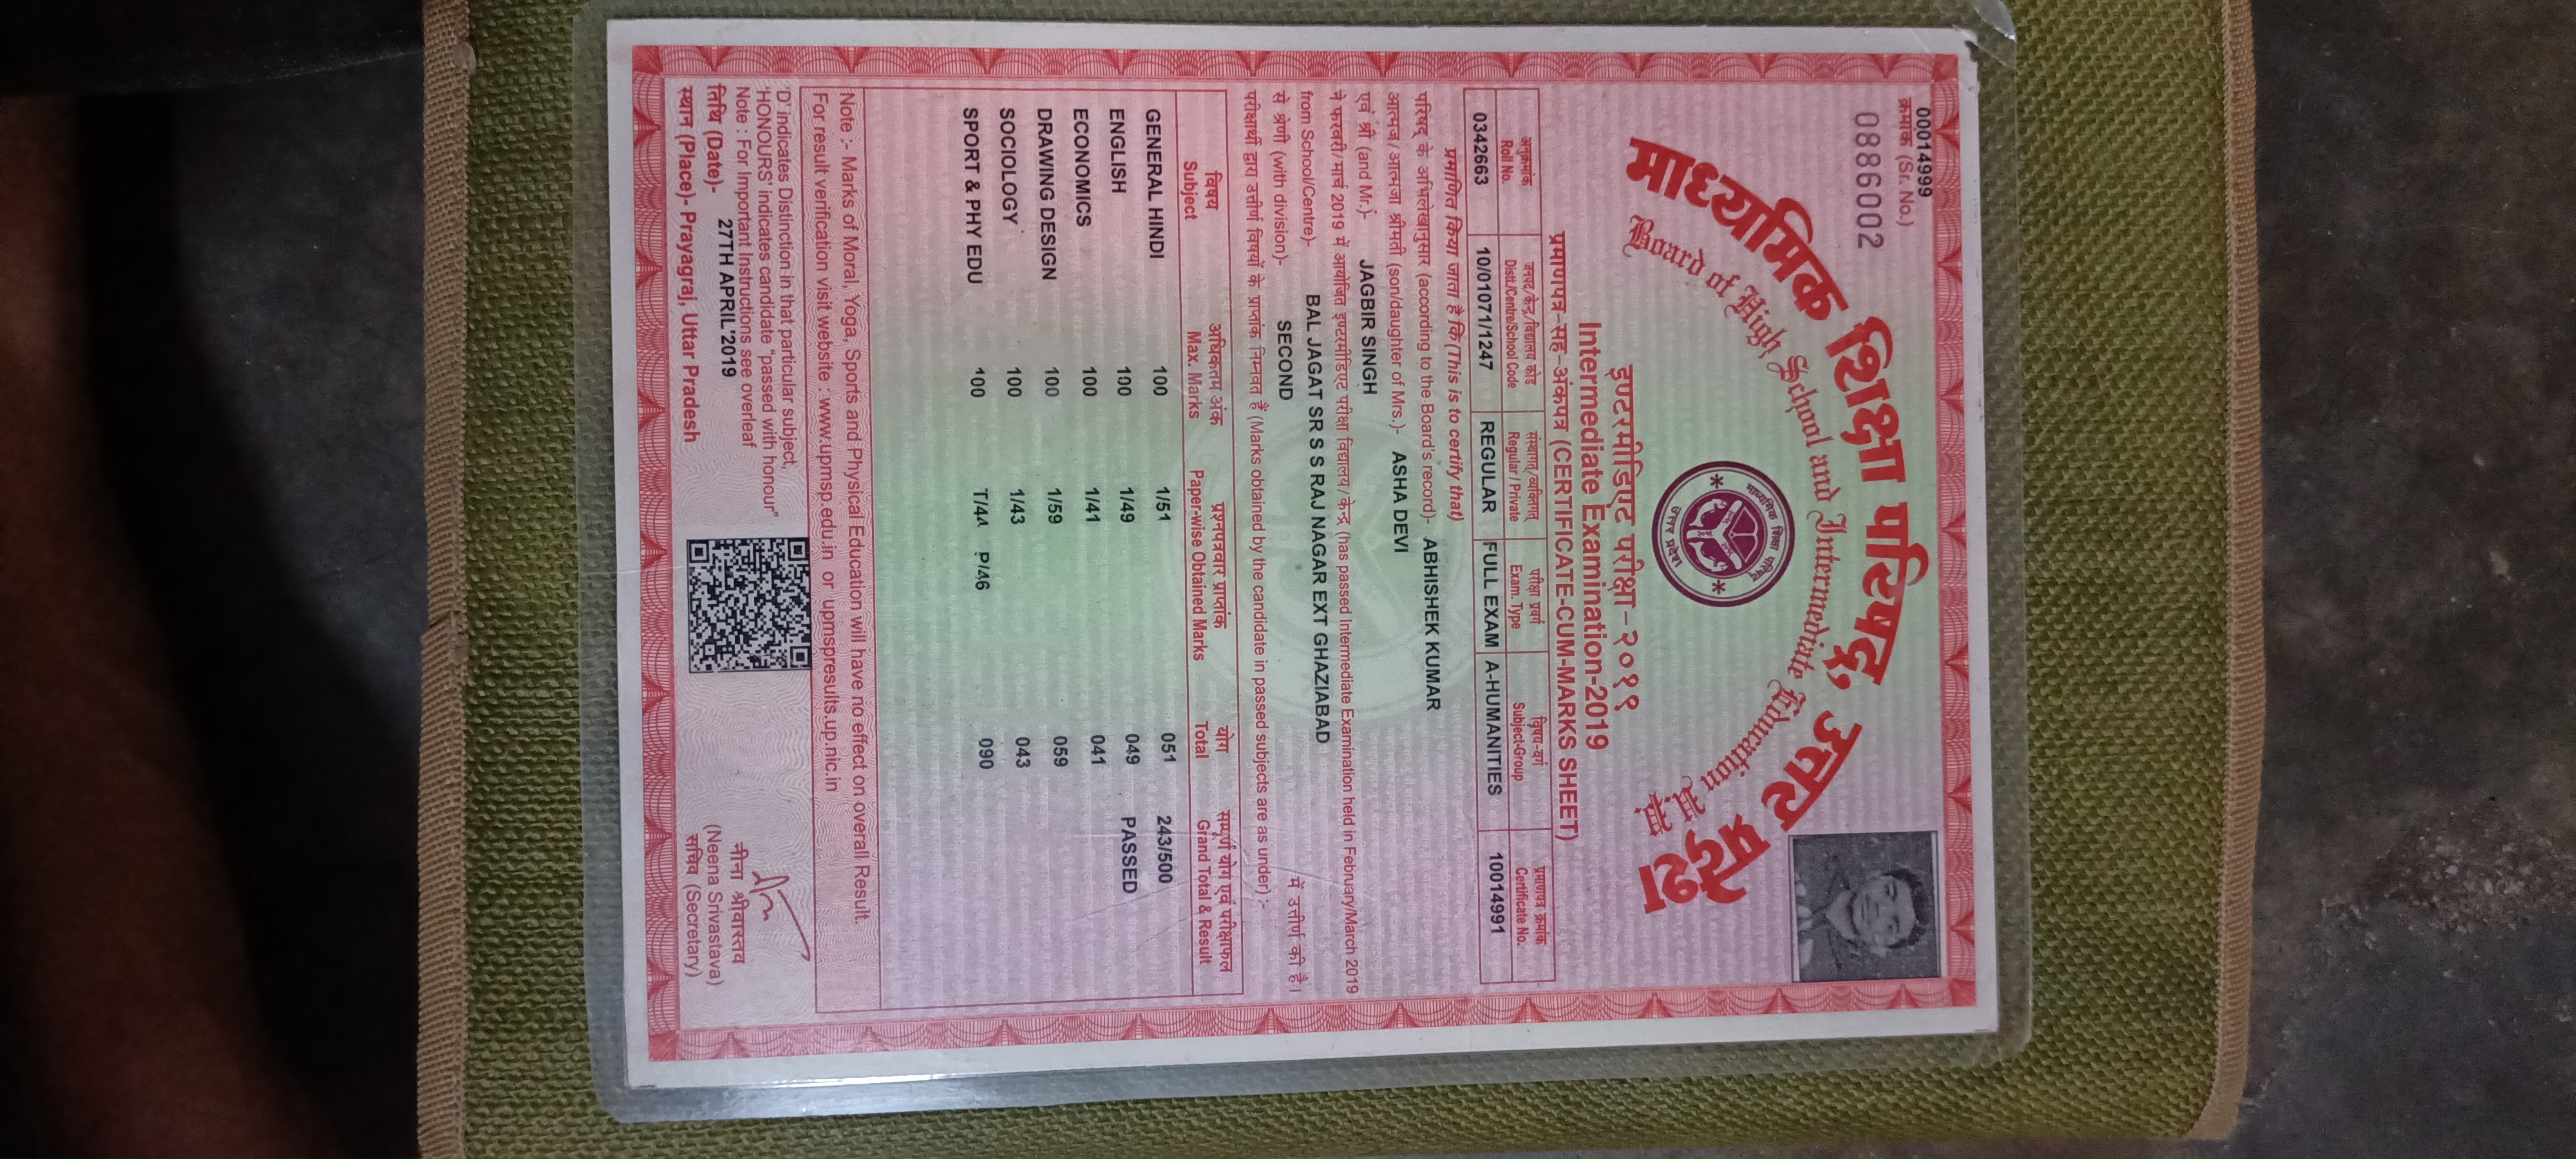 00014999
क्रमांक (Sr. No.)
0886002
माध्यमिक शिक्षा परिषद्, उत्तर प्रदेश
Board of High School and Intermediate Education U.P.
माध्यमिक शिक्षा परिषद्
उत्तर प्रदेश
इण्टरमीडिएट परीक्षा-२०१९
Intermediate Examination-2019
प्रमाणपत्र-सह-अंकपत्र (CERTIFICATE-CUM-MARKS SHEET)
अनुक्रमांक जनपद/केन्द्र/विद्यालय कोड संस्थागत/व्यक्तिगत परीक्षा प्रवर्ग विषय-वर्ग प्रमाणपत्र क्रमांक
Roll No. Distt./Centre/School Code Regular / Private Exam. Type Subject-Group Certificate No.
0342663 10/01071/1247 REGULAR FULL EXAM A-HUMANITIES 10014991
प्रमाणित किया जाता है कि (This is to certify that)
परिषद के अभिलेखानुसार (according to the Board's record)- ABHISHEK KUMAR
आत्मज/आत्मजा श्रीमती (son/daughter of Mrs.)- ASHA DEVI
एवं श्री (and Mr.)- JAGBIR SINGH
ने फरवरी/मार्च 2019 में आयोजित इण्टरमीडिएट परीक्षा विद्यालय/केन्द्र (has passed Intermediate Examination held in February/March 2019
from School/Centre)- BAL JAGAT SR S S RAJ NAGAR EXT GHAZIABAD
से श्रेणी (with division)- SECOND में उत्तीर्ण की है।
परीक्षार्थी द्वारा उत्तीर्ण विषयों के प्राप्तांक निम्नवत हैं (Marks obtained by the candidate in passed subjects are as under) :-
विषय अधिकतम अंक प्रश्नपत्रवार प्राप्तांक योग सम्पूर्ण योग एवं परीक्षाफल
Subject Max. Marks Paper-wise Obtained Marks Total Grand Total & Result
GENERAL HINDI 100 1/51 051 243/500
ENGLISH 100 1/49 049 PASSED
ECONOMICS 100 1/41 041
DRAWING DESIGN 100 1/59 059
SOCIOLOGY 100 1/43 043
SPORT & PHY EDU 100 T/44 P/46 090
Note :- Marks of Moral, Yoga, Sports and Physical Education will have no effect on overall Result.
For result verification visit website : www.upmsp.edu.in or upmspresults.up.nic.in
'D' indicates Distinction in that particular subject,
'HONOURS' indicates candidate "passed with honour"
Note : For Important Instructions see overleaf
तिथि (Date)- 27TH APRIL'2019
स्थान (Place)- Prayagraj, Uttar Pradesh
नीना श्रीवास्तव
(Neena Srivastava)
सचिव (Secretary)